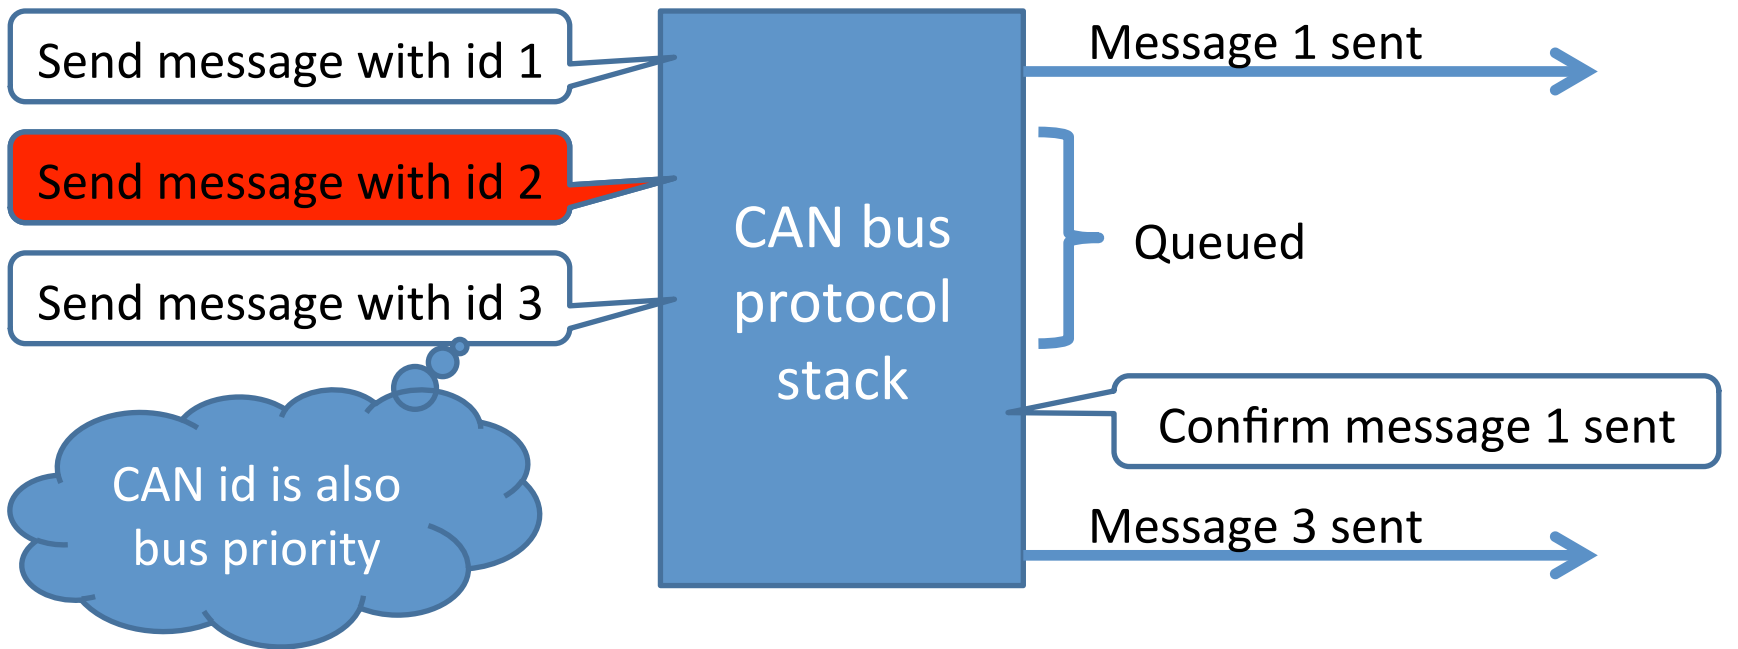 Send message with id 1
Send message with id 2
Send message with id 3
CAN id is also
bus priority
CAN bus
protocol
stack
Message 1 sent
Queued
Confirm message 1 sent
Message 3 sent